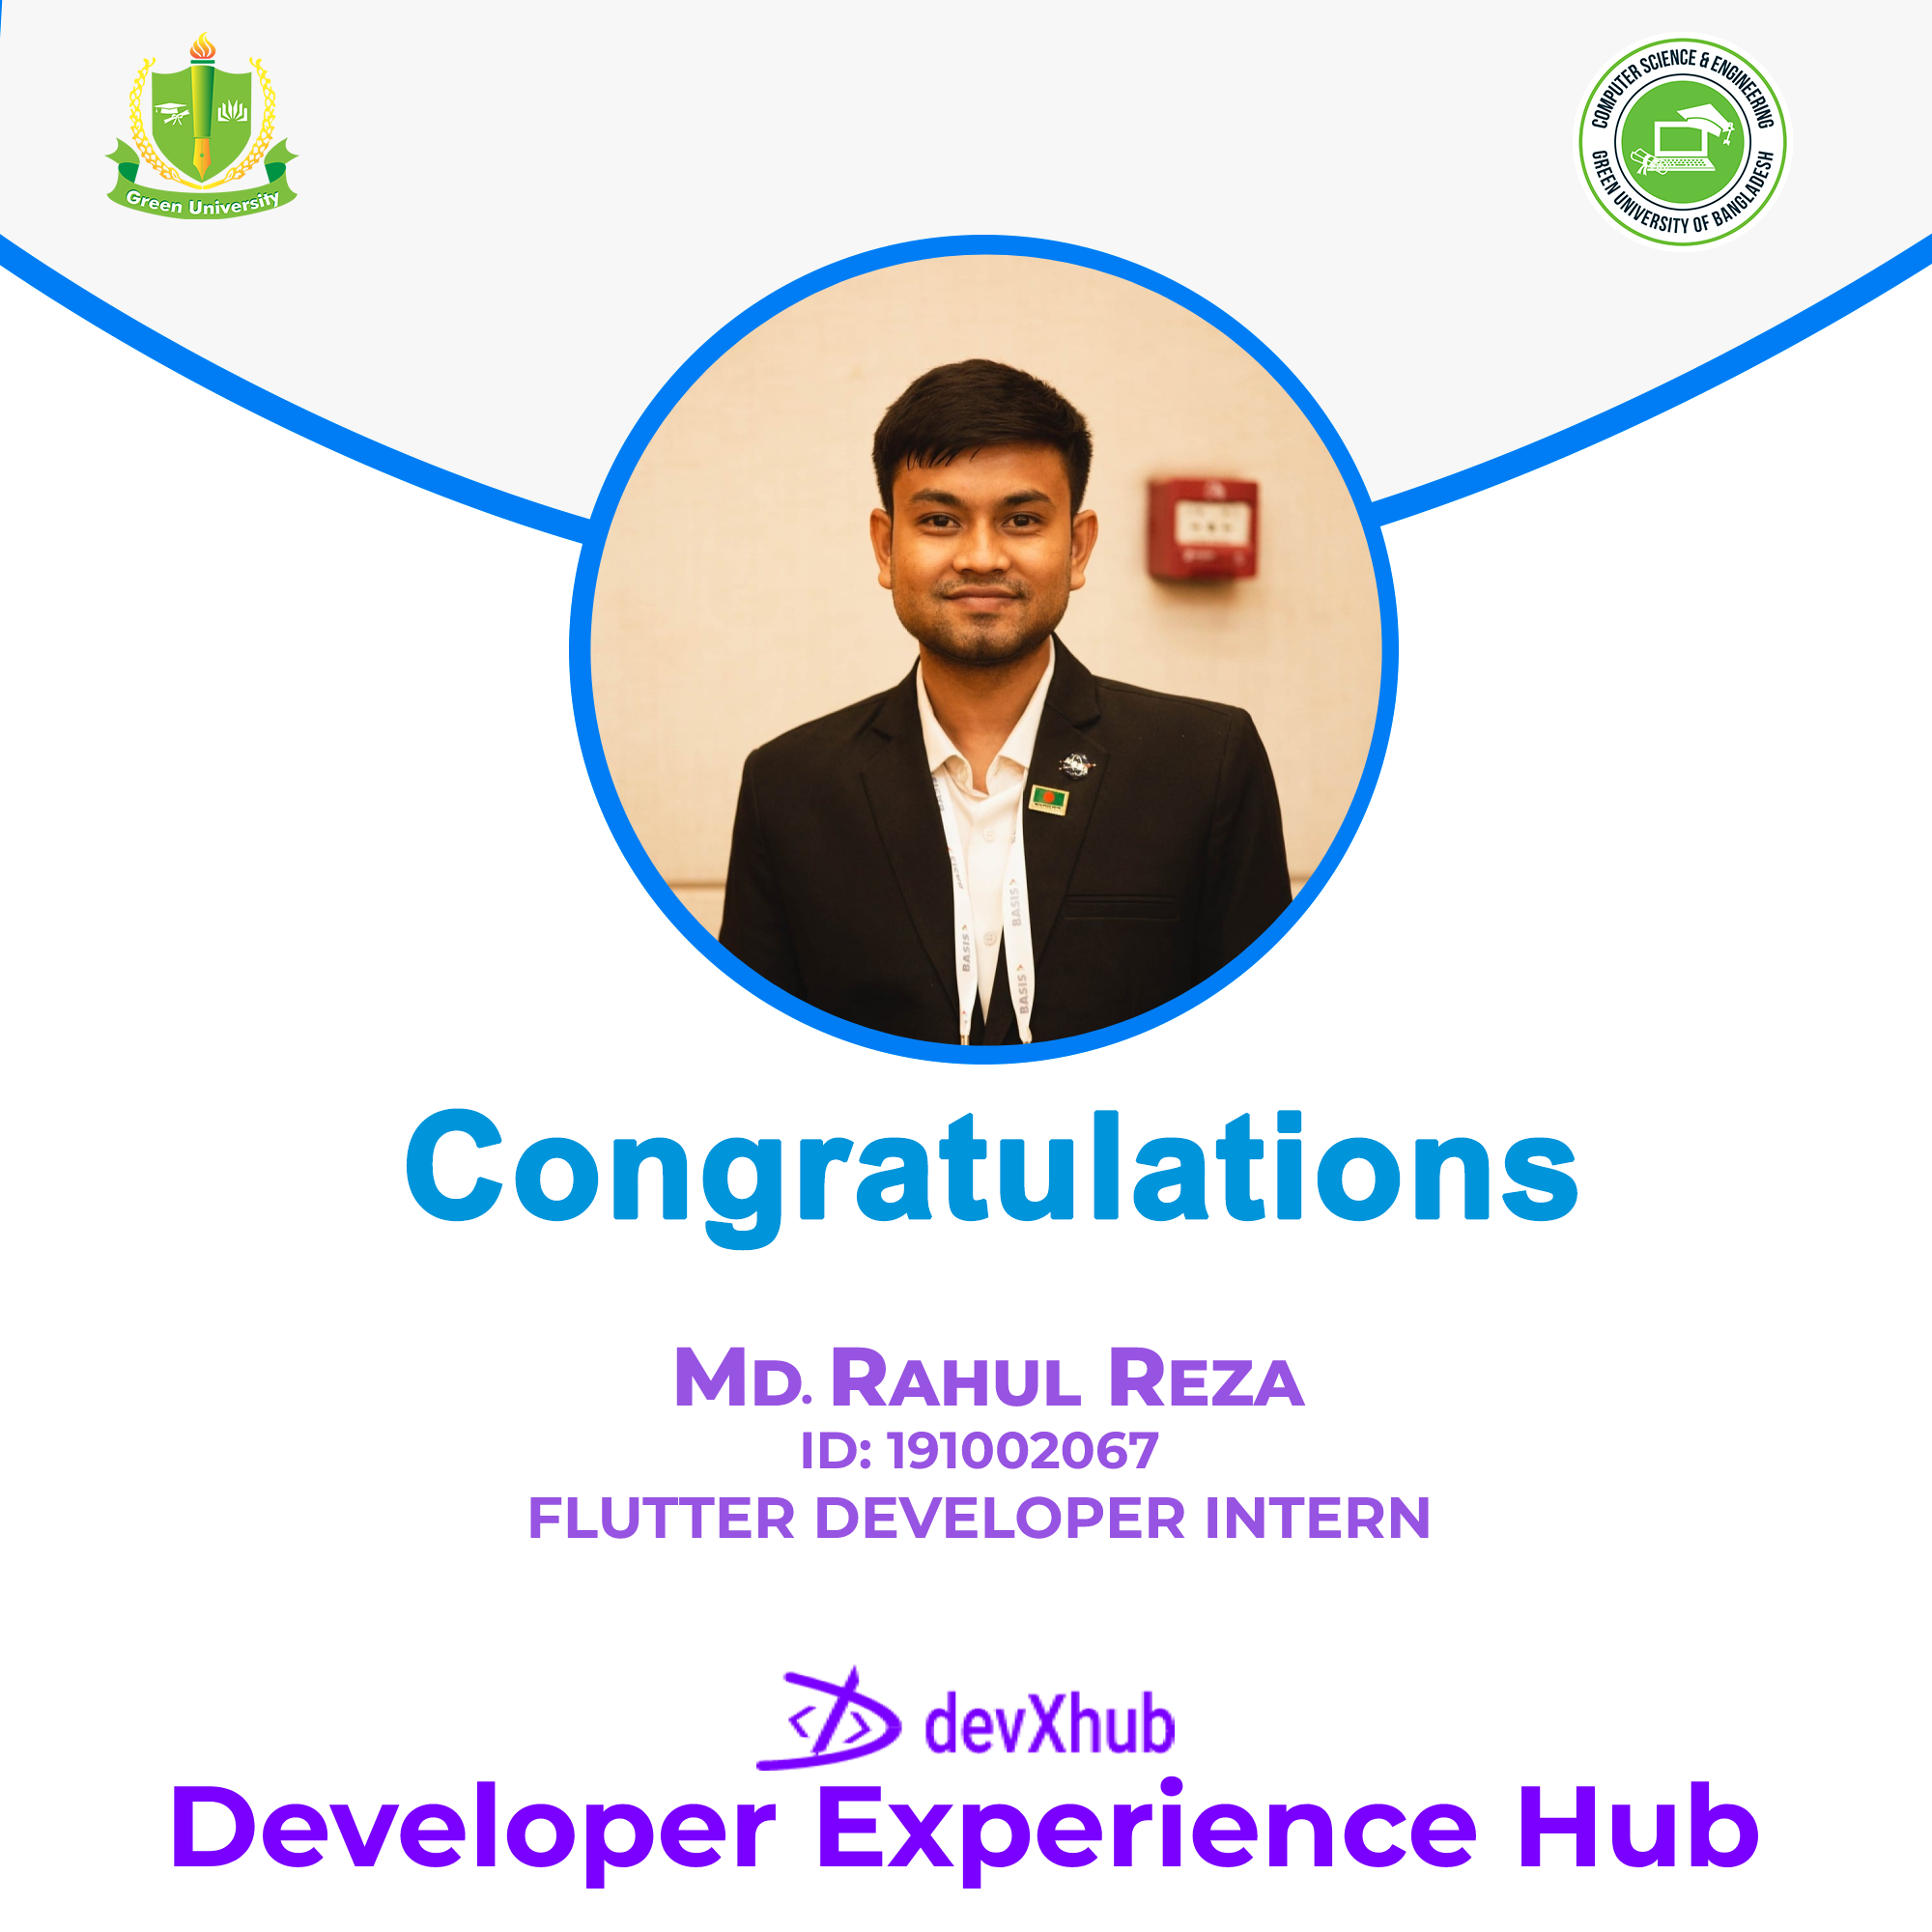 Green University
COMPUTER SCIENCE & ENGINEERING
GREEN UNIVERSITY OF BANGLADESH
BASIS
BASIS
BASIS
Congratulations
MD. RAHUL REZA
ID: 191002067
FLUTTER DEVELOPER INTERN
devXhub
Developer Experience Hub